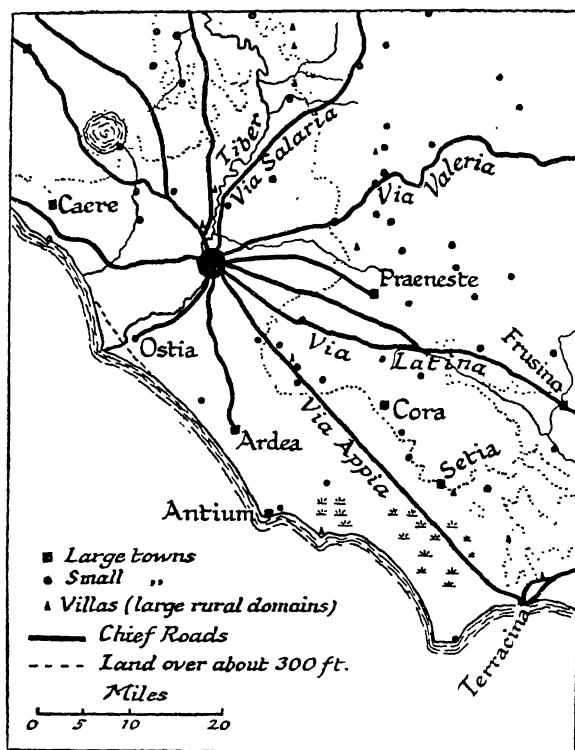 Tiber
Via Salaria
Via Valeria
Caere
Praeneste
Ostia
Via Latina
Frusino
Cora
Via Appia
Ardea
Setia
Antium
Large towns
Small „
Villas (large rural domains)
Chief Roads
Land over about 300 ft.
Miles
0 5 10 20
Terracina